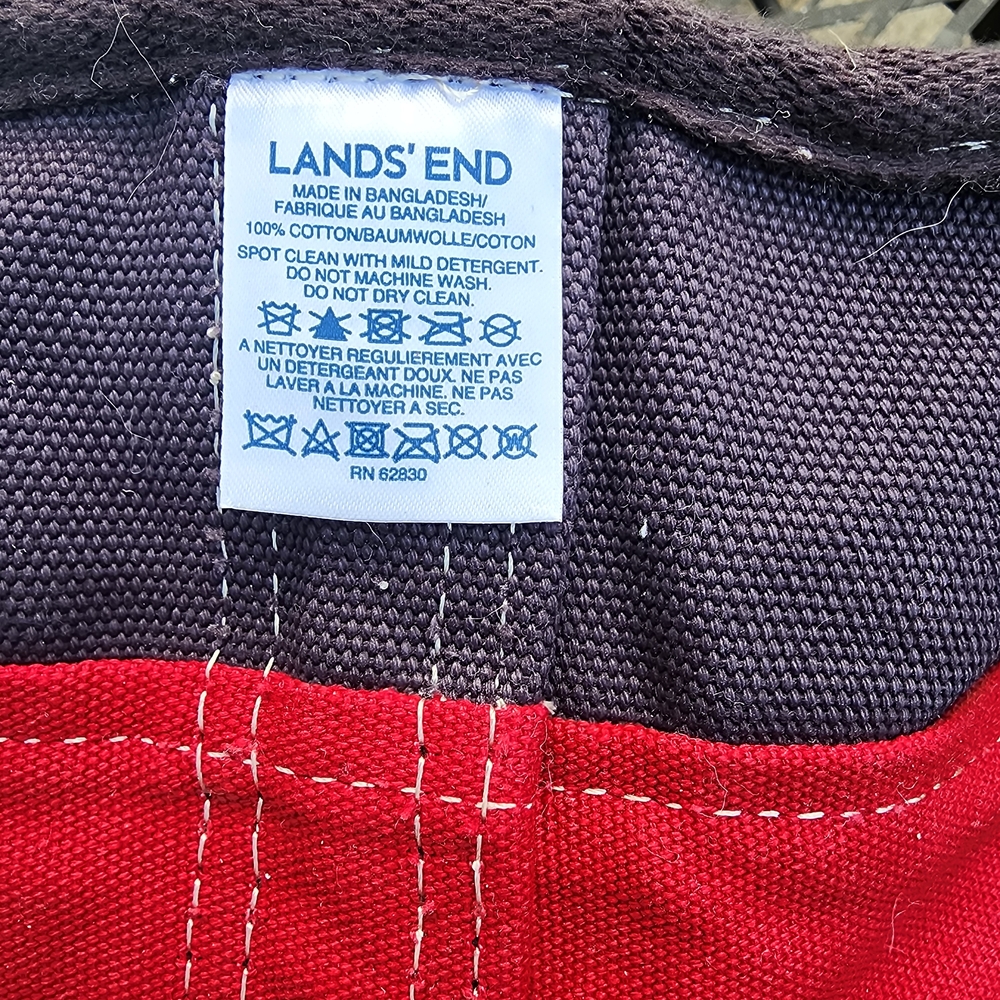 LANDS' END
MADE IN BANGLADESH/
FABRIQUE AU BANGLADESH
100% COTTON/BAUMWOLLE/COTON
SPOT CLEAN WITH MILD DETERGENT.
DO NOT MACHINE WASH.
DO NOT DRY CLEAN.
A NETTOYER REGULIEREMENT AVEC
UN DETERGEANT DOUX. NE PAS
LAVER A LA MACHINE. NE PAS
NETTOYER A SEC.
W
RN 62830